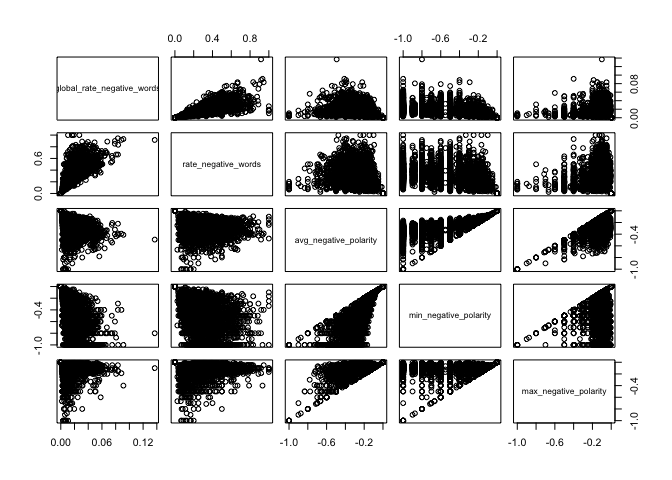 0.0 0.4 0.8 -1.0 -0.6 -0.2
global_rate_negative_words
0.00 0.08
0.0 0.6
rate_negative_words
avg_negative_polarity
-1.0 -0.4
-1.0 -0.4
min_negative_polarity
max_negative_polarity
-1.0 -0.4
0.00 0.06 0.12 -1.0 -0.6 -0.2 -1.0 -0.6 -0.2